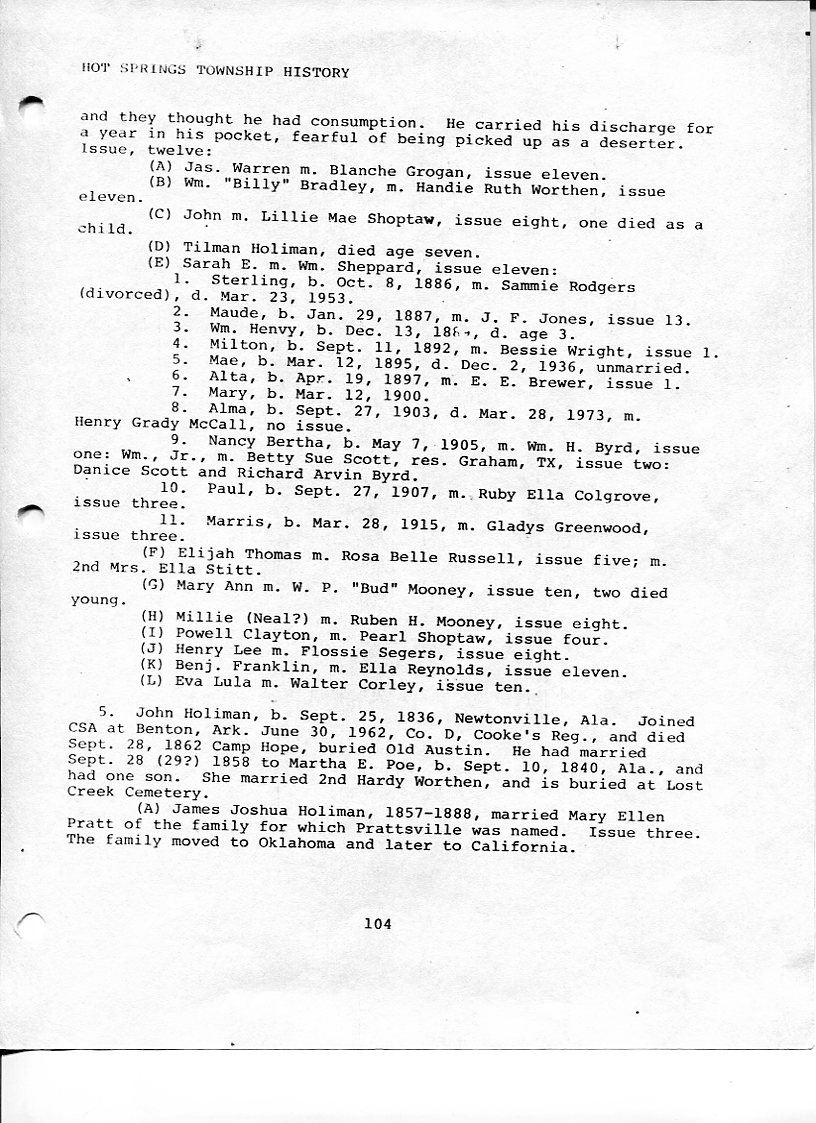 HOT SPRINGS TOWNSHIP HISTORY
and they thought he had consumption. He carried his discharge for
a year in his pocket, fearful of being picked up as a deserter.
Issue, twelve:
(A) Jas. Warren m. Blanche Grogan, issue eleven.
(B) Wm. "Billy" Bradley, m. Handie Ruth Worthen, issue
eleven.
(C) John m. Lillie Mae Shoptaw, issue eight, one died as a
child.
(D) Tilman Holiman, died age seven.
(E) Sarah E. m. Wm. Sheppard, issue eleven:
1. Sterling, b. Oct. 8, 1886, m. Sammie Rodgers
(divorced), d. Mar. 23, 1953.
2. Maude, b. Jan. 29, 1887, m. J. F. Jones, issue 13.
3. Wm. Henvy, b. Dec. 13, d. age 3.
4. Milton, b. Sept. 11, 1892, m. Bessie Wright, issue 1.
5. Mae, b. Mar. 12, 1895, d. Dec. 2, 1936, unmarried.
6. Alta, b. Apr. 19, 1897, m. E. E. Brewer, issue 1.
7. Mary, b. Mar. 12, 1900.
8. Alma, b. Sept. 27, 1903, d. Mar. 28, 1973, m.
Henry Grady McCall, no issue.
9. Nancy Bertha, b. May 7, 1905, m. Wm. H. Byrd, issue
one: Wm., Jr., m. Betty Sue Scott, res. Graham, TX, issue two:
Danice Scott and Richard Arvin Byrd.
10. Paul, b. Sept. 27, 1907, m. Ruby Ella Colgrove,
issue three.
11. Marris, b. Mar. 28, 1915, m. Gladys Greenwood,
issue three.
(F) Elijah Thomas m. Rosa Belle Russell, issue five; m.
2nd Mrs. Ella Stitt.
(G) Mary Ann m. W. P. "Bud" Mooney, issue ten, two died
young.
(H) Millie (Neal?) m. Ruben H. Mooney, issue eight.
(I) Powell Clayton, m. Pearl Shoptaw, issue four.
(J) Henry Lee m. Flossie Segers, issue eight.
(K) Benj. Franklin, m. Ella Reynolds, issue eleven.
(L) Eva Lula m. Walter Corley, issue ten.
5. John Holiman, b. Sept. 25, 1836, Newtonville, Ala. Joined
CSA at Benton, Ark. June 30, 1962, Co. D, Cooke's Reg., and died
Sept. 28, 1862 Camp Hope, buried Old Austin. He had married
Sept. 28 (29?) 1858 to Martha E. Poe, b. Sept. 10, 1840, Ala., and
had one son. She married 2nd Hardy Worthen, and is buried at Lost
Creek Cemetery.
(A) James Joshua Holiman, 1857-1888, married Mary Ellen
Pratt of the family for which Prattsville was named. Issue three.
The family moved to Oklahoma and later to California.
104